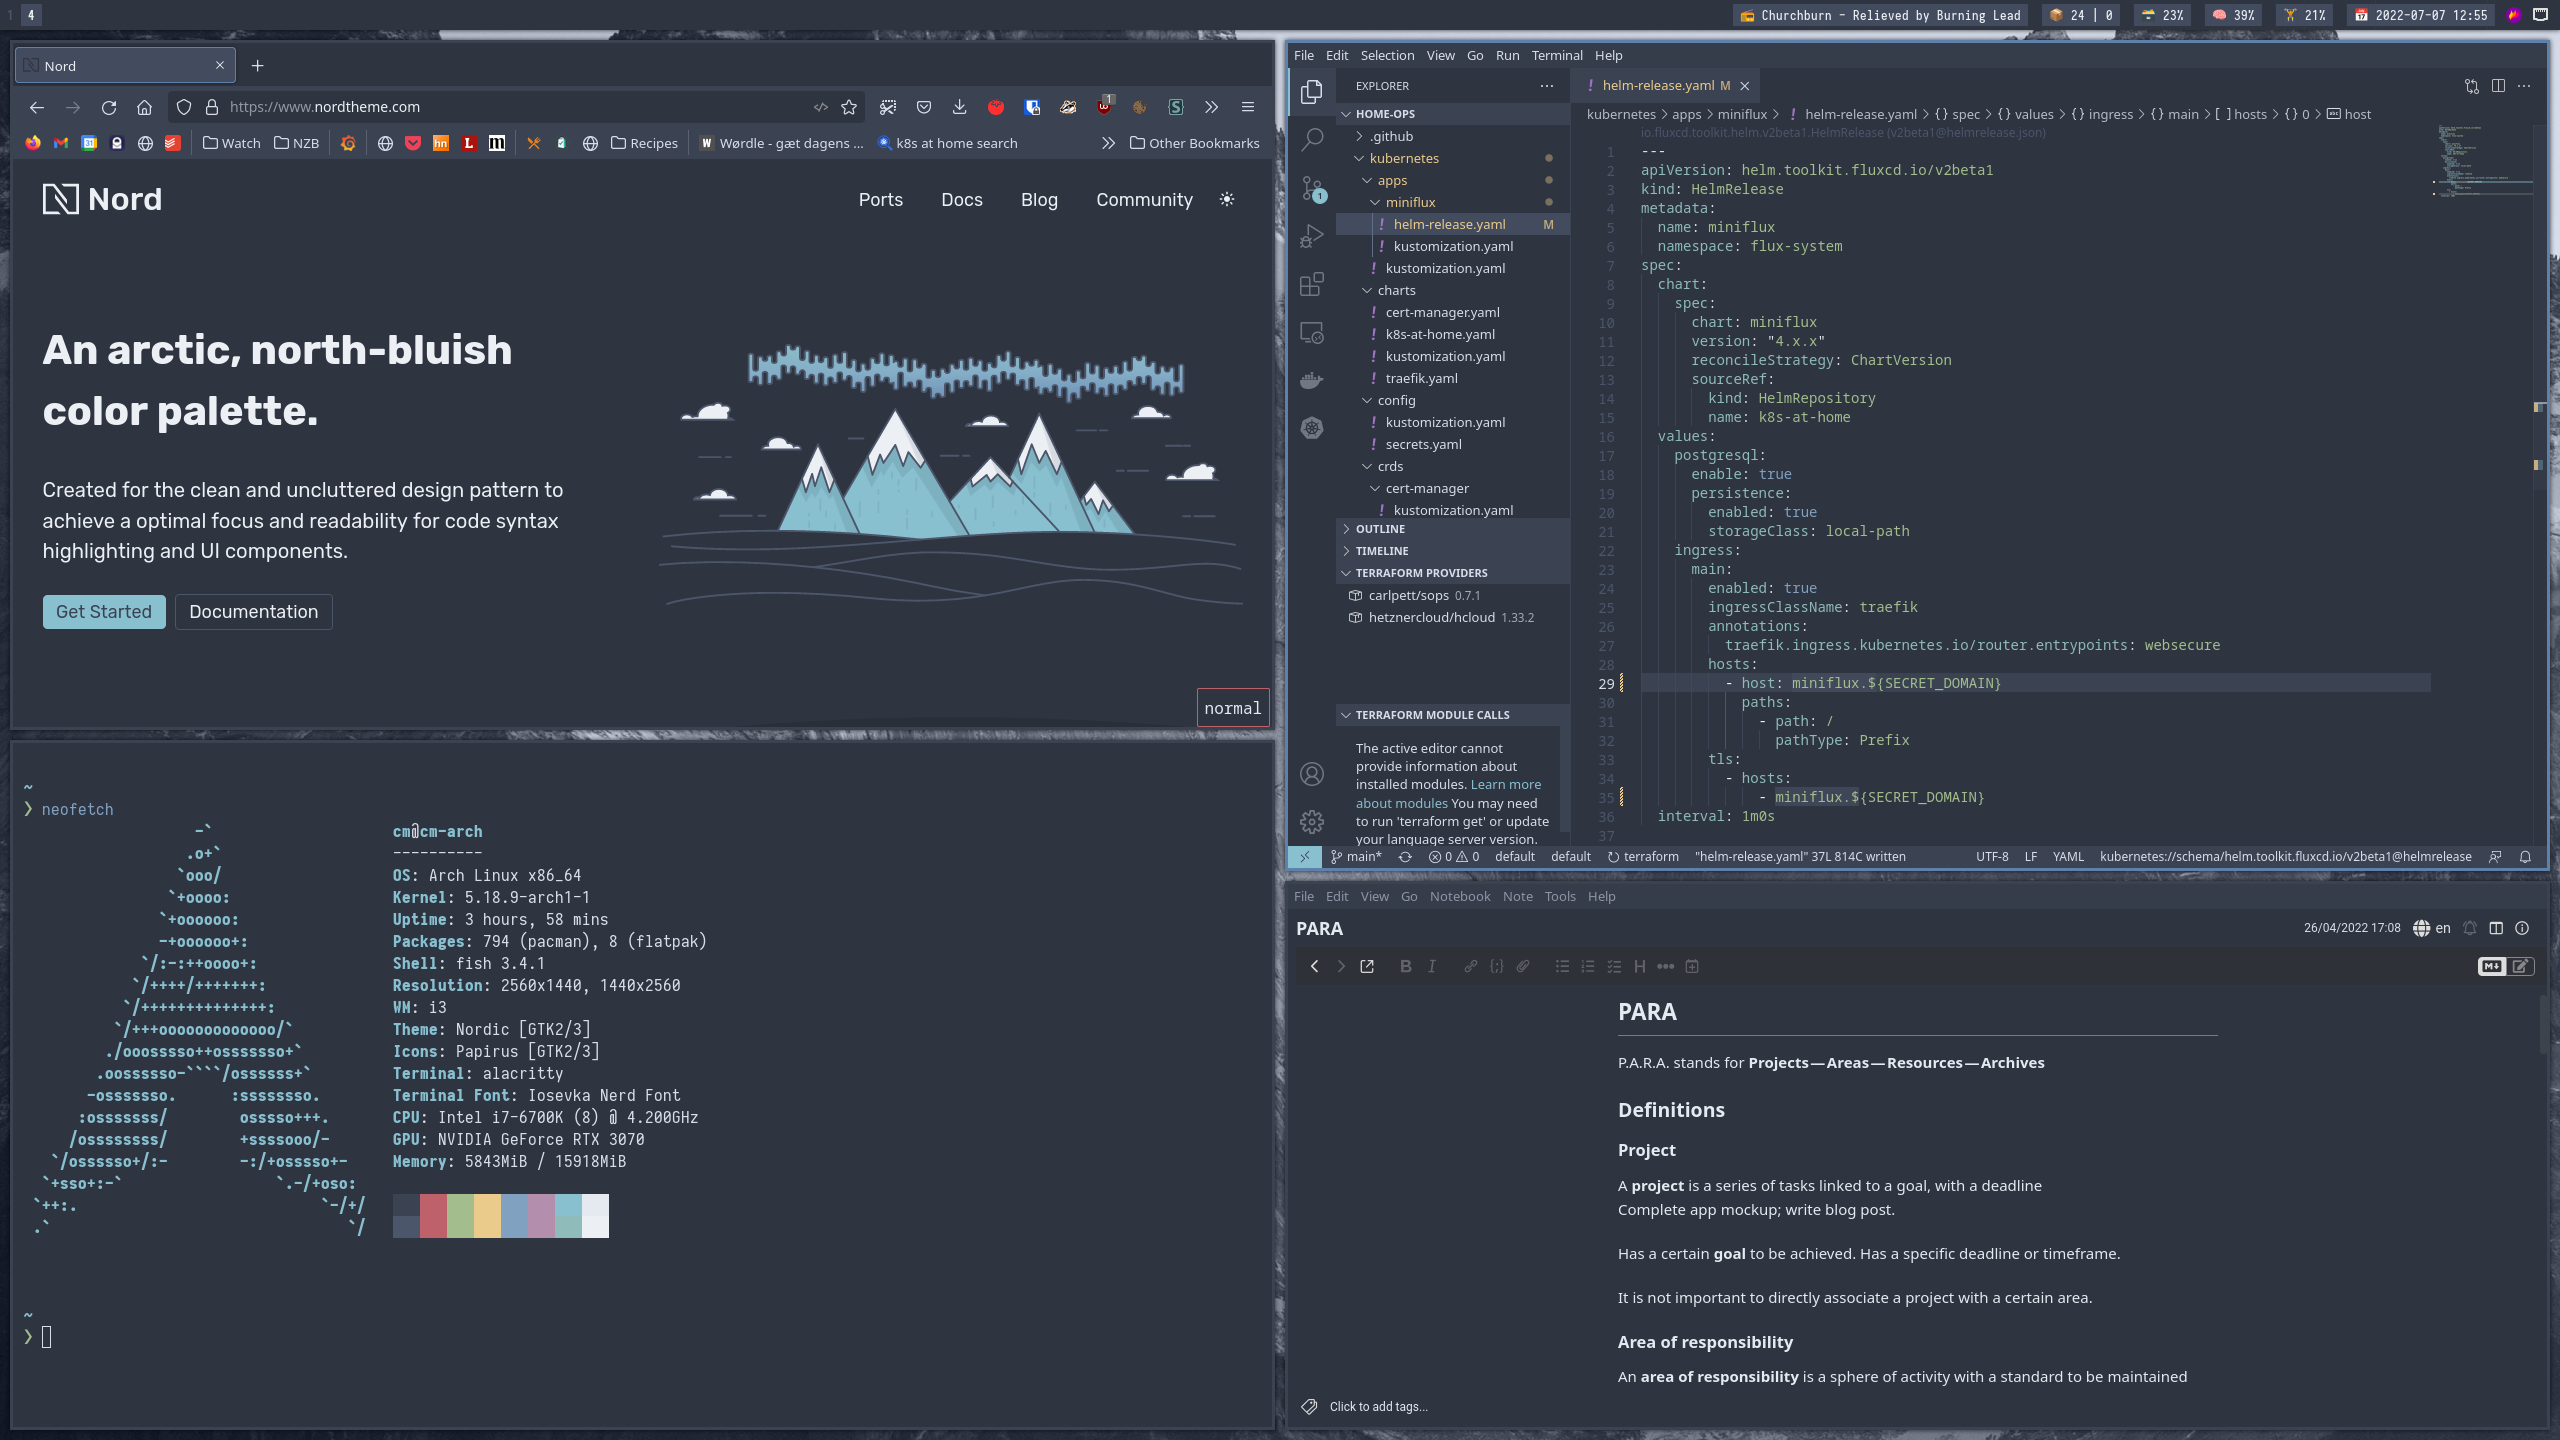 1 4
Churchburn - Relieved by Burning Lead
24 | 0
23%
39%
21%
2022-07-07 12:55
Nord
https://www.nordtheme.com
1
Watch
NZB
Recipes
Wørdle - gæt dagens ...
k8s at home search
Other Bookmarks
Nord
Ports
Docs
Blog
Community
An arctic, north-bluish
color palette.
Created for the clean and uncluttered design pattern to
achieve a optimal focus and readability for code syntax
highlighting and UI components.
Get Started
Documentation
normal
~
❯ neofetch
-`
.o+`
`ooo/
`+oooo:
`+oooooo:
-+oooooo+:
`/:-:++oooo+:
`/++++/+++++++:
`/++++++++++++++:
`/+++ooooooooooooo/`
./ooosssso++osssssso+`
.oossssso-````/ossssss+`
-osssssso.      :ssssssso.
:osssssss/        osssso+++.
/ossssssss/        +ssssooo/-
`/ossssso+/:-        -:/+osssso+-
`+sso+:-`                 `.-/+oso:
`++:.                           `-/+/
.`                                 `/
cm@cm-arch
----------
OS: Arch Linux x86_64
Kernel: 5.18.9-arch1-1
Uptime: 3 hours, 58 mins
Packages: 794 (pacman), 8 (flatpak)
Shell: fish 3.4.1
Resolution: 2560x1440, 1440x2560
WM: i3
Theme: Nordic [GTK2/3]
Icons: Papirus [GTK2/3]
Terminal: alacritty
Terminal Font: Iosevka Nerd Font
CPU: Intel i7-6700K (8) @ 4.200GHz
GPU: NVIDIA GeForce RTX 3070
Memory: 5843MiB / 15918MiB
~
❯
File Edit Selection View Go Run Terminal Help
EXPLORER
HOME-OPS
.github
kubernetes
apps
miniflux
helm-release.yaml M
kustomization.yaml
kustomization.yaml
charts
cert-manager.yaml
k8s-at-home.yaml
kustomization.yaml
traefik.yaml
config
kustomization.yaml
secrets.yaml
crds
cert-manager
kustomization.yaml
OUTLINE
TIMELINE
TERRAFORM PROVIDERS
carlpett/sops 0.7.1
hetznercloud/hcloud 1.33.2
TERRAFORM MODULE CALLS
The active editor cannot
provide information about
installed modules. Learn more
about modules You may need
to run 'terraform get' or update
your language server version.
helm-release.yaml M
kubernetes > apps > miniflux > ! helm-release.yaml > {} spec > {} values > {} ingress > {} main > [ ] hosts > {} 0 > host
io.fluxcd.toolkit.helm.v2beta1.HelmRelease (v2beta1@helmrelease.json)
1 ---
2 apiVersion: helm.toolkit.fluxcd.io/v2beta1
3 kind: HelmRelease
4 metadata:
5   name: miniflux
6   namespace: flux-system
7 spec:
8   chart:
9     spec:
10       chart: miniflux
11       version: "4.x.x"
12       reconcileStrategy: ChartVersion
13       sourceRef:
14         kind: HelmRepository
15         name: k8s-at-home
16   values:
17     postgresql:
18       enable: true
19       persistence:
20         enabled: true
21         storageClass: local-path
22     ingress:
23       main:
24         enabled: true
25         ingressClassName: traefik
26         annotations:
27           traefik.ingress.kubernetes.io/router.entrypoints: websecure
28         hosts:
29           - host: miniflux.${SECRET_DOMAIN}
30             paths:
31               - path: /
32                 pathType: Prefix
33         tls:
34           - hosts:
35               - miniflux.${SECRET_DOMAIN}
36   interval: 1m0s
37
main* 0 0 default default terraform "helm-release.yaml" 37L 814C written UTF-8 LF YAML kubernetes://schema/helm.toolkit.fluxcd.io/v2beta1@helmrelease
File Edit View Go Notebook Note Tools Help
PARA
26/04/2022 17:08
en
PARA
P.A.R.A. stands for Projects — Areas — Resources — Archives
Definitions
Project
A project is a series of tasks linked to a goal, with a deadline
Complete app mockup; write blog post.
Has a certain goal to be achieved. Has a specific deadline or timeframe.
It is not important to directly associate a project with a certain area.
Area of responsibility
An area of responsibility is a sphere of activity with a standard to be maintained
Click to add tags...